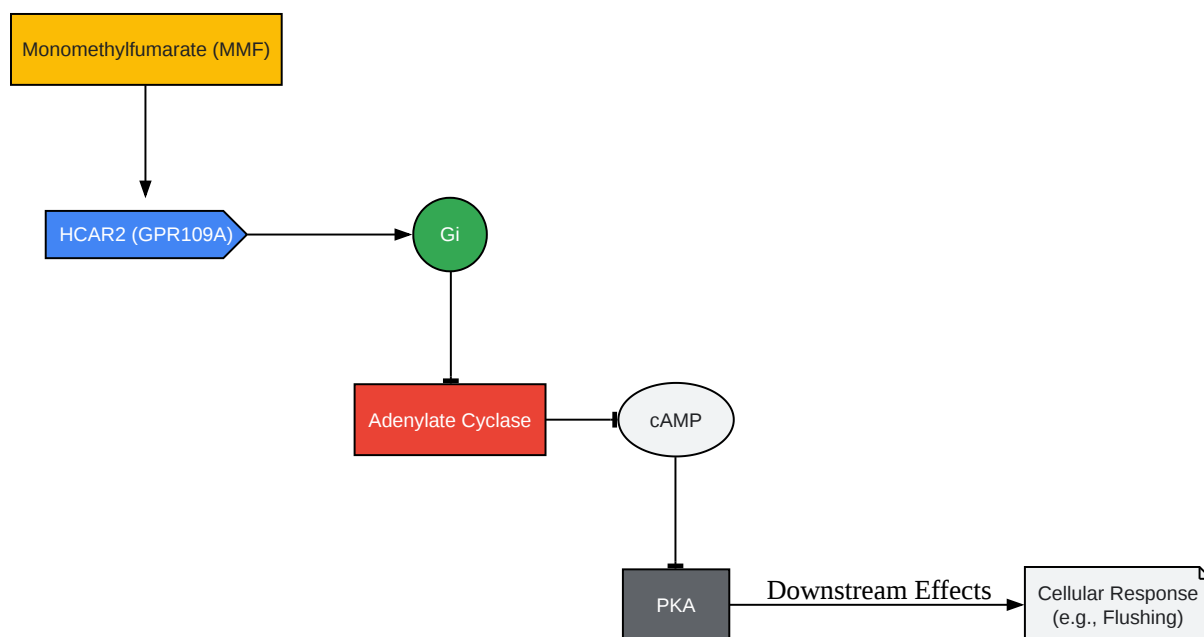 Monomethylfumarate (MMF)
HCAR2 (GPR109A)
Gi
Adenylate Cyclase
cAMP
PKA
Downstream Effects
Cellular Response
(e.g., Flushing)